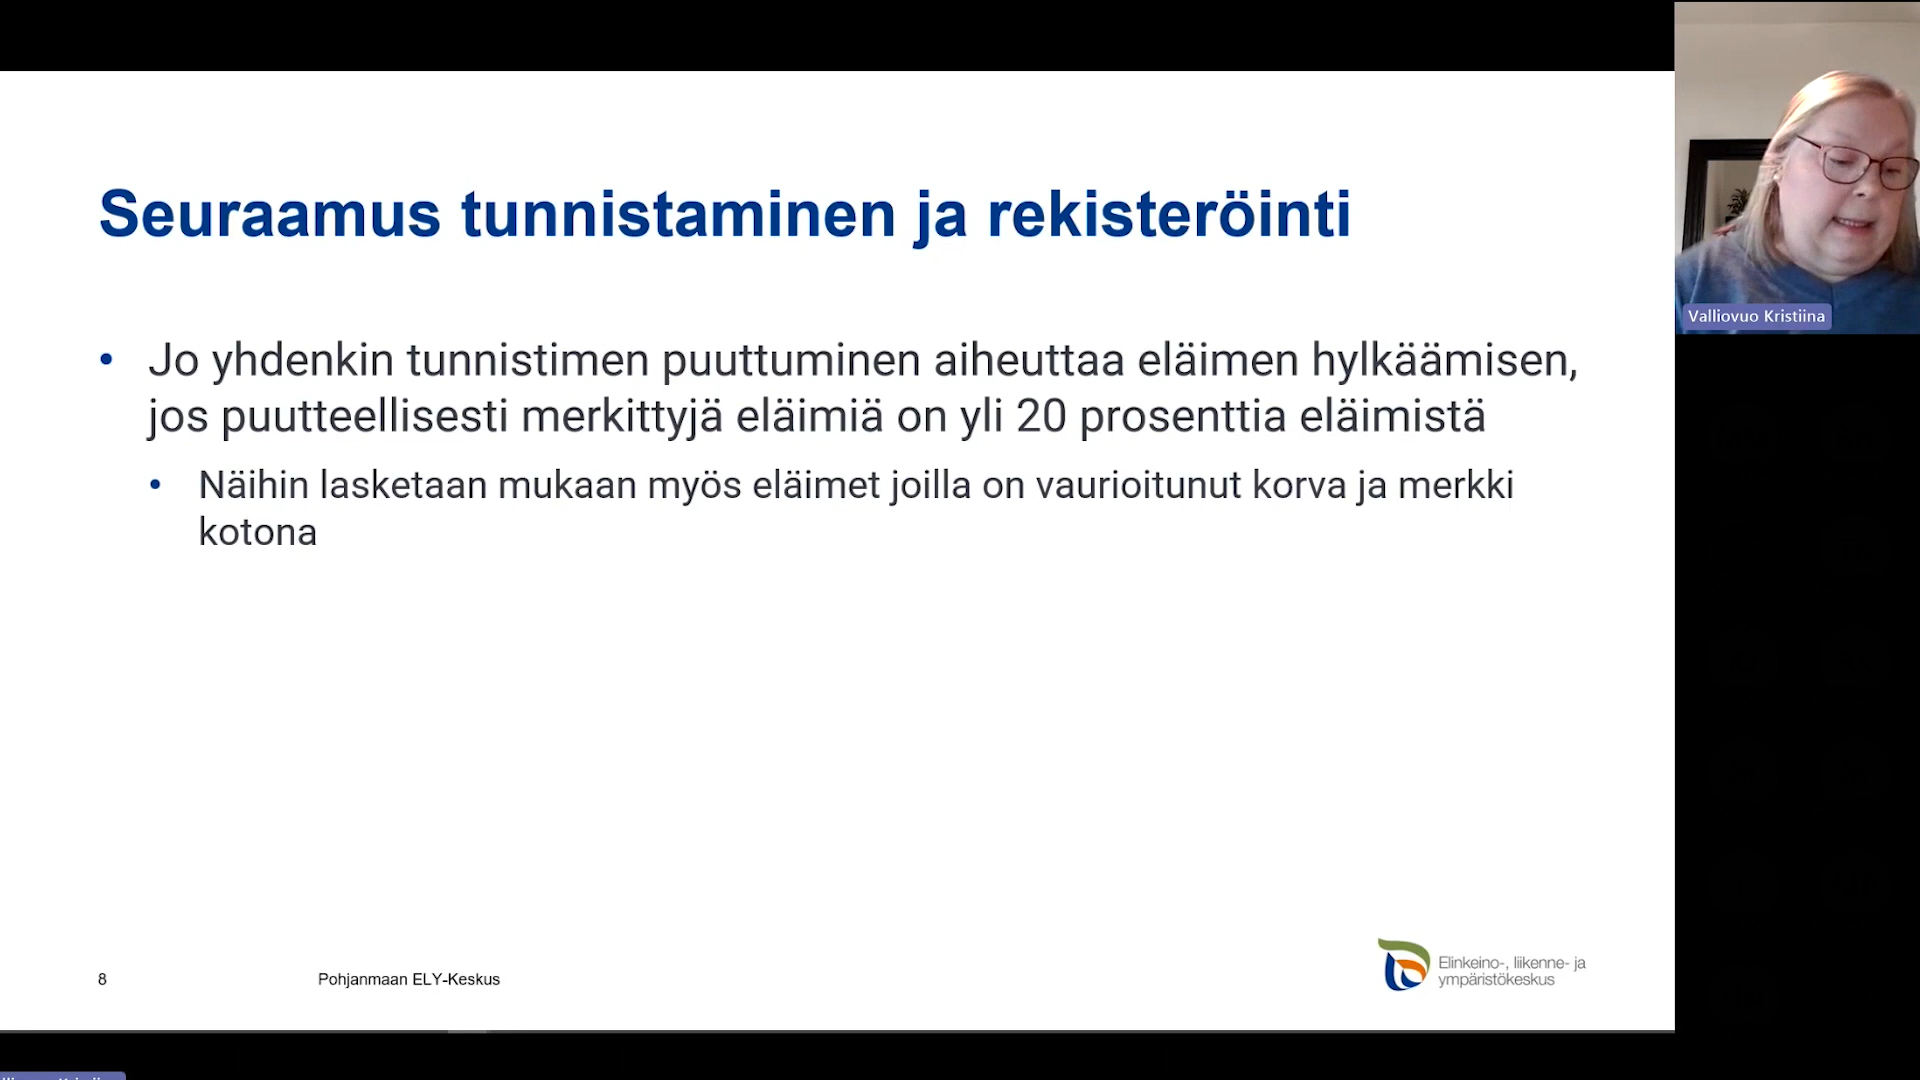 Seuraamus tunnistaminen ja rekisteröinti
• Jo yhdenkin tunnistimen puuttuminen aiheuttaa eläimen hylkäämisen,
jos puutteellisesti merkittyjä eläimiä on yli 20 prosenttia eläimistä
• Näihin lasketaan mukaan myös eläimet joilla on vaurioitunut korva ja merkki
kotona
8
Pohjanmaan ELY-Keskus
Elinkeino-, liikenne- ja
ympäristökeskus
Valliovuo Kristiina